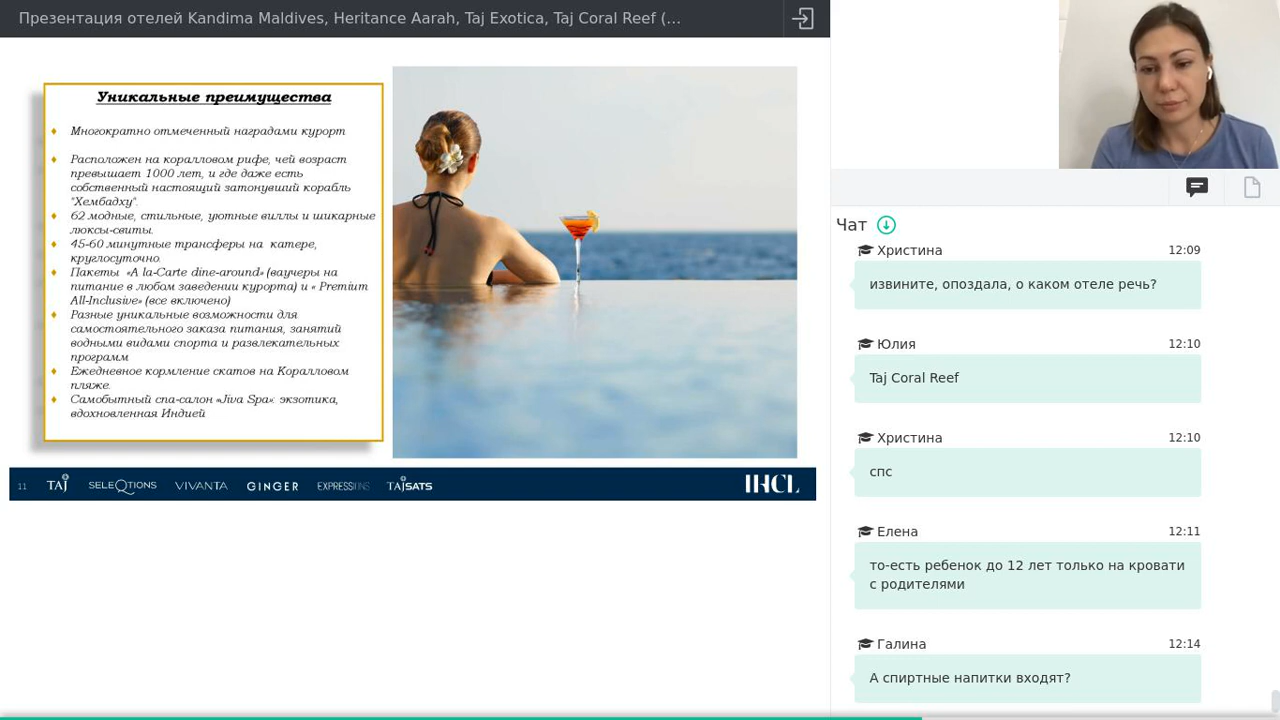 Презентация отелей Kandima Maldives, Heritance Aarah, Taj Exotica, Taj Coral Reef (...
Уникальные преимущества
♦ Многократно отмеченный наградами курорт
♦ Расположен на коралловом рифе, чей возраст
превышает 1000 лет, и где даже есть
собственный настоящий затонувший корабль
"Хембадху".
♦ 62 модные, стильные, уютные виллы и шикарные
люксы-свиты.
♦ 45-60 минутные трансферы на катере,
круглосуточно.
♦ Пакеты «A la-Carte dine-around» (ваучеры на
питание в любом заведении курорта) и « Premium
All-Inclusive» (все включено)
♦ Разные уникальные возможности для
самостоятельного заказа питания, занятий
водными видами спорта и развлекательных
программ
♦ Ежедневное кормление скатов на Коралловом
пляже.
♦ Самобытный спа-салон «Jiva Spa»: экзотика,
вдохновленная Индией
11 TAJ SELEQTIONS VIVANTA GINGER EXPRESSIONS TAJSATS IHCL
Чат
Христина 12:09
извините, опоздала, о каком отеле речь?
Юлия 12:10
Taj Coral Reef
Христина 12:10
спс
Елена 12:11
то-есть ребенок до 12 лет только на кровати
с родителями
Галина 12:14
А спиртные напитки входят?